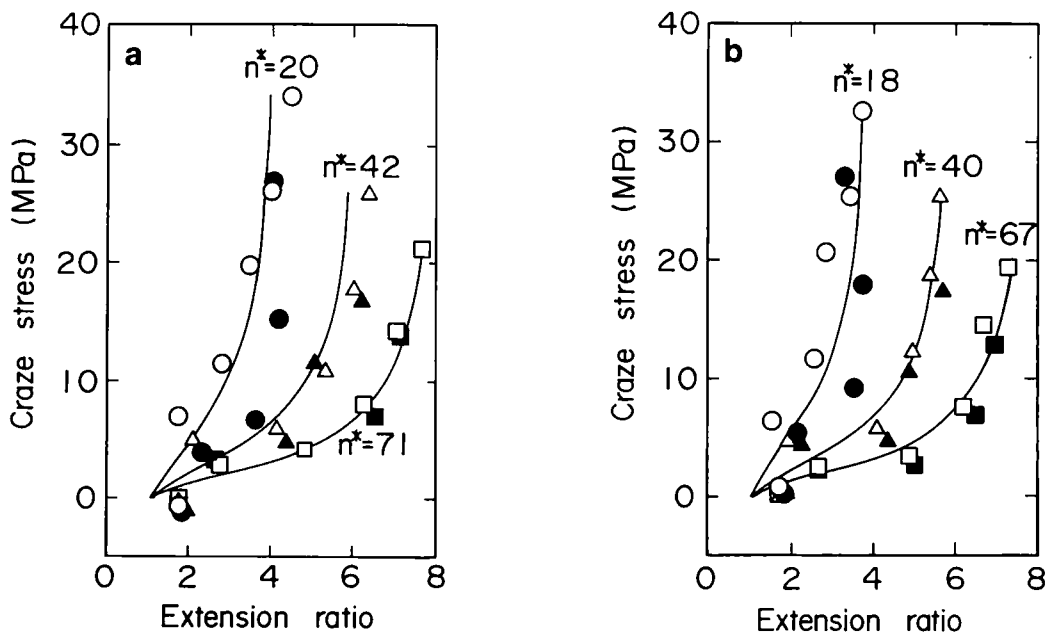 a
n*=20
n*=42
n*=71
40
30
20
10
0
0 2 4 6 8
Craze stress (MPa)
Extension ratio
b
n*=18
n*=40
n*=67
40
30
20
10
0
0 2 4 6 8
Craze stress (MPa)
Extension ratio